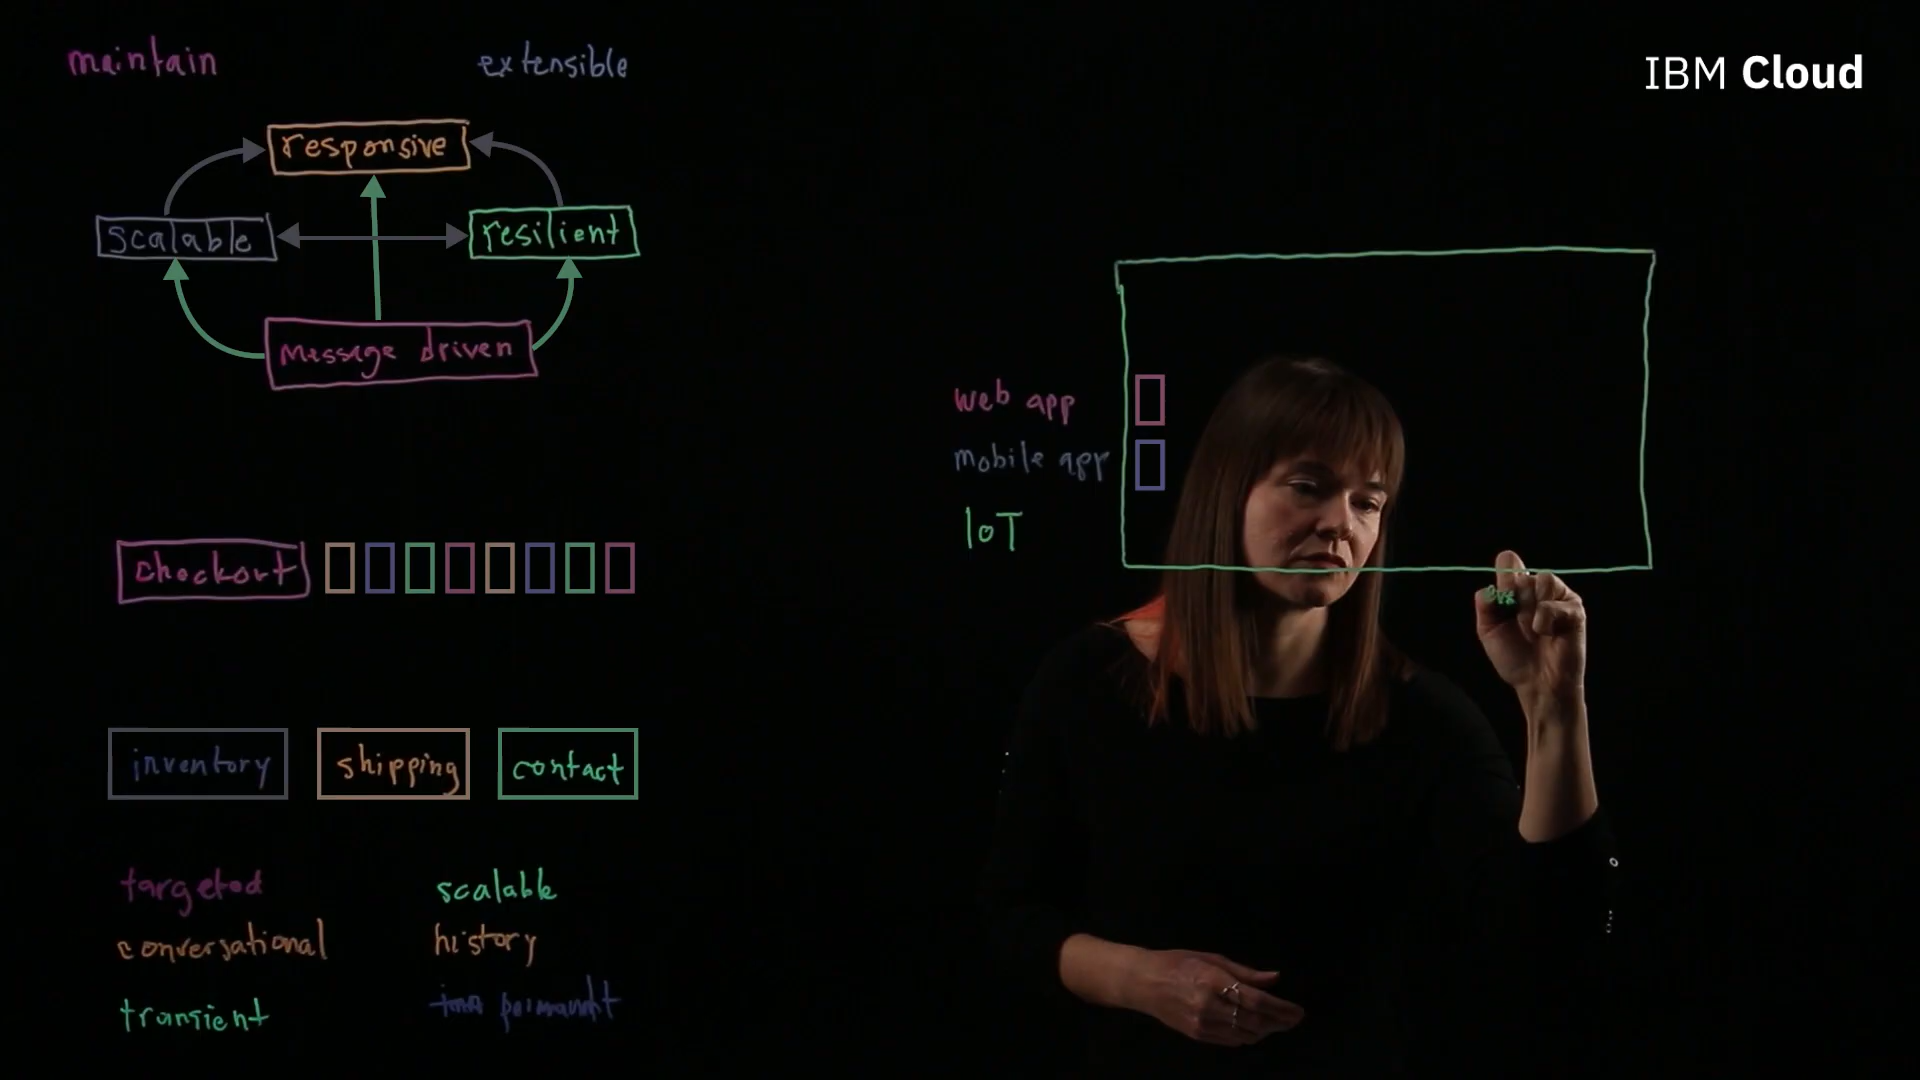 maintain
extensible
IBM Cloud
responsive
scalable
resilient
message driven
web app
mobile app
IoT
checkout
inventory
shipping
contact
targeted
scalable
conversational
history
transient